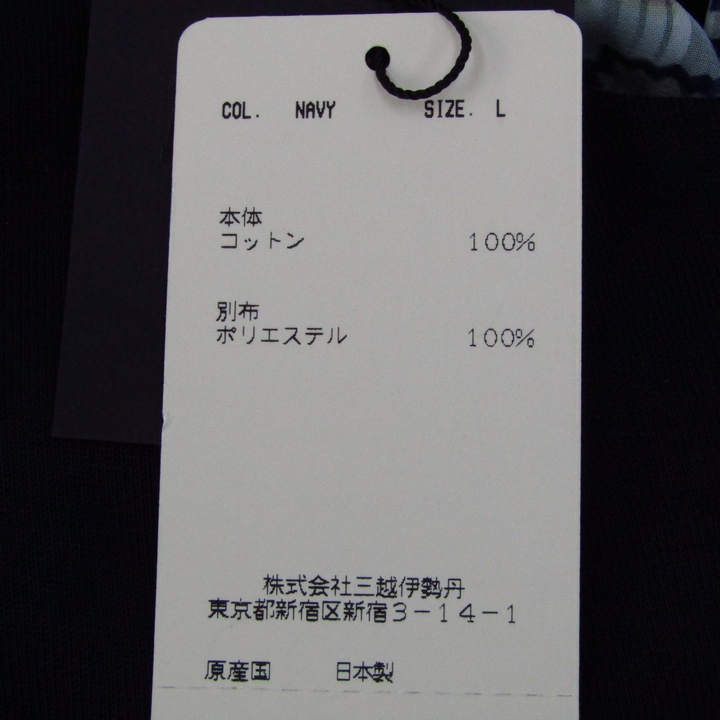 COL. NAVY SIZE. L
本体
コットン 100%
別布
ポリエステル 100%
株式会社三越伊勢丹
東京都新宿区新宿3-14-1
原産国 日本製